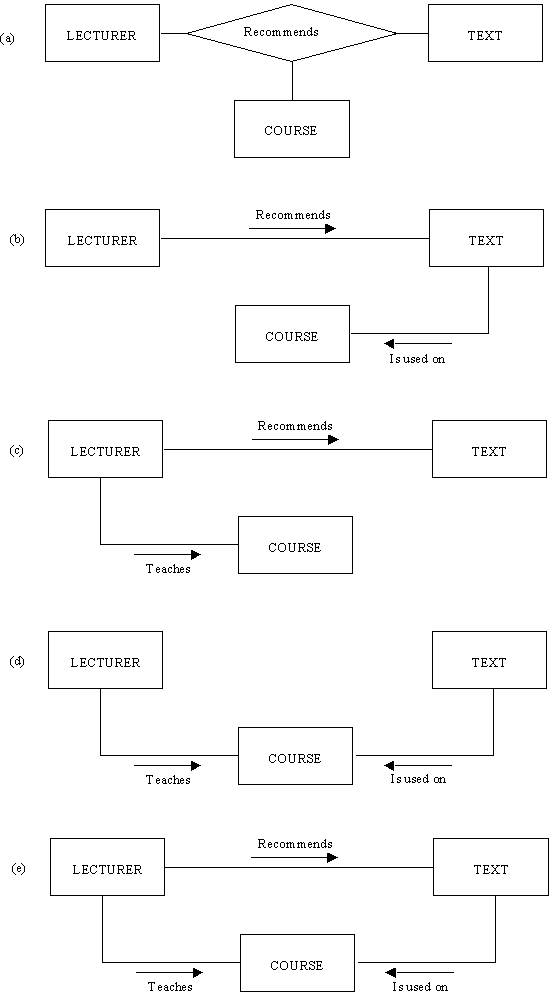 (a) LECTURER Recommends TEXT
COURSE
Recommends
(b) LECTURER TEXT
COURSE
Is used on
Recommends
(c) LECTURER TEXT
COURSE
Teaches
(d) LECTURER TEXT
COURSE
Teaches Is used on
Recommends
(e) LECTURER TEXT
COURSE
Teaches Is used on